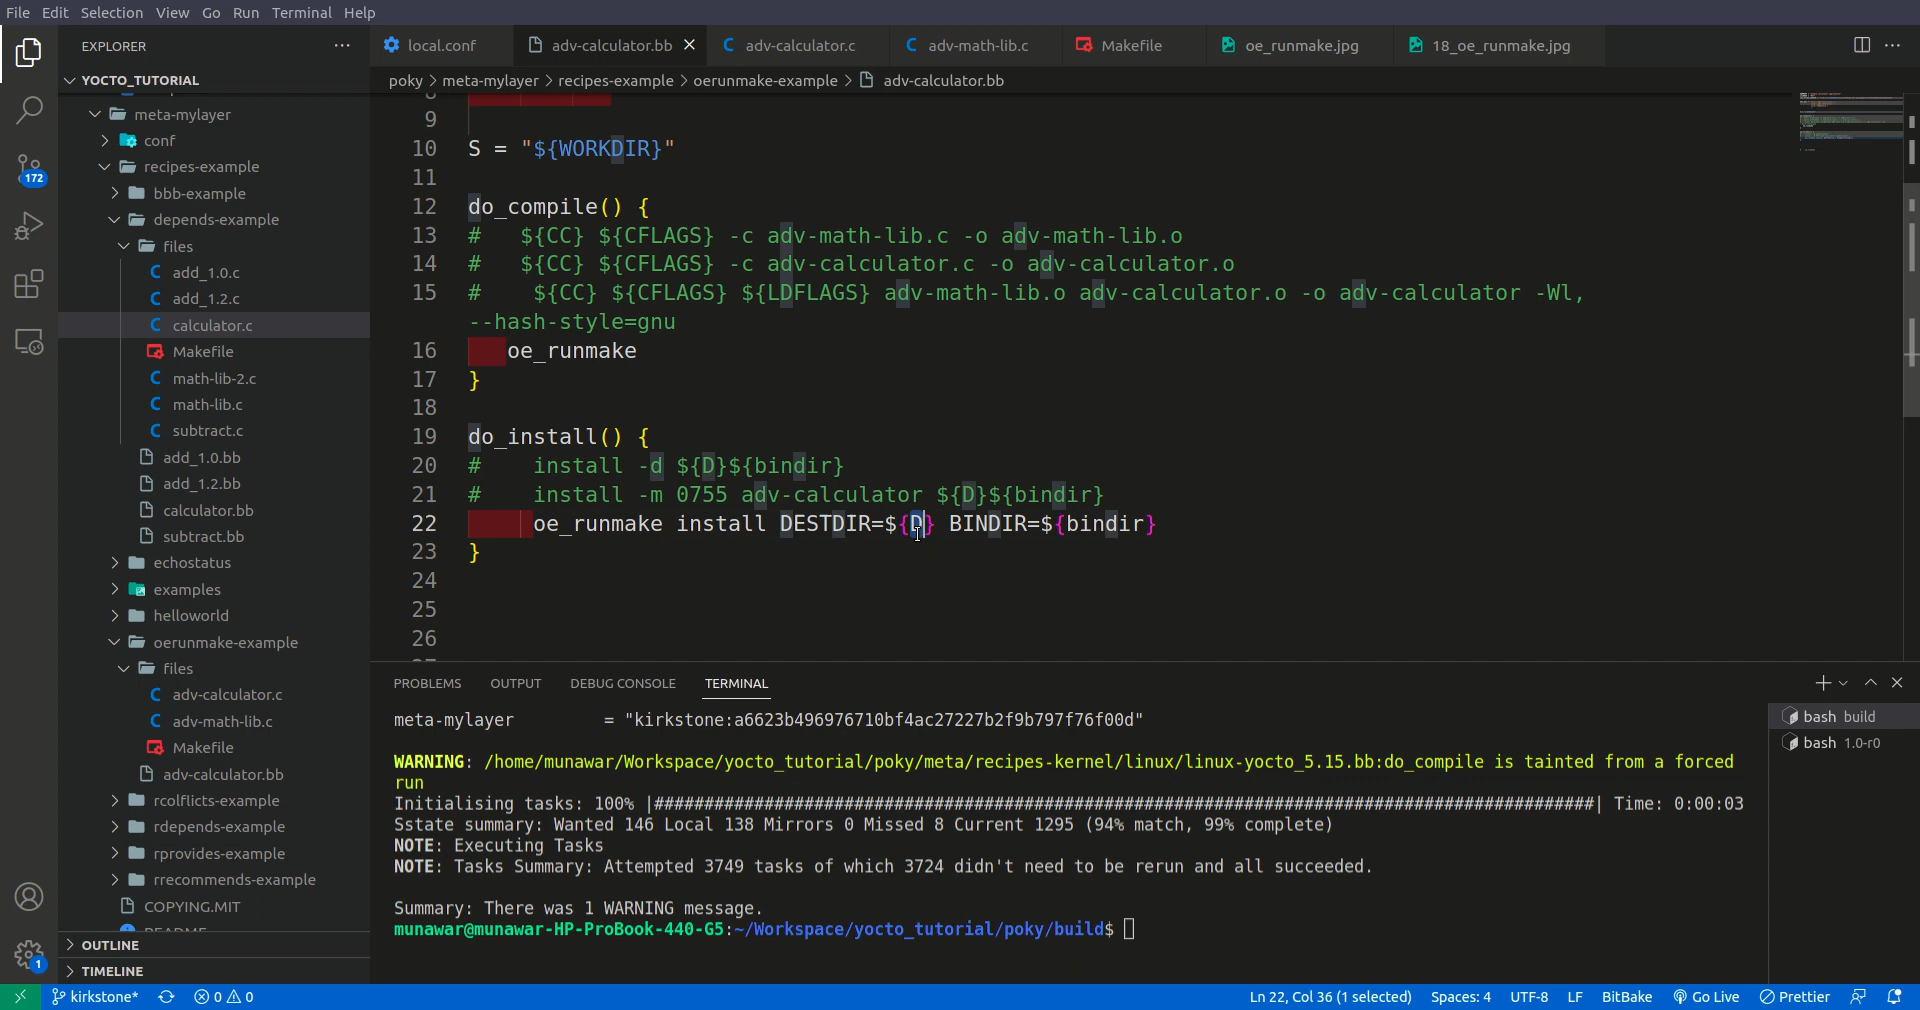 File Edit Selection View Go Run Terminal Help
EXPLORER ···
YOCTO_TUTORIAL
meta-mylayer
conf
recipes-example
bbb-example
depends-example
files
add_1.0.c
add_1.2.c
calculator.c
Makefile
math-lib-2.c
math-lib.c
subtract.c
add_1.0.bb
add_1.2.bb
calculator.bb
subtract.bb
echostatus
examples
helloworld
oerunmake-example
files
adv-calculator.c
adv-math-lib.c
Makefile
adv-calculator.bb
rcolflicts-example
rdepends-example
rprovides-example
rrecommends-example
COPYING.MIT
README
OUTLINE
TIMELINE
172
1
local.conf adv-calculator.bb adv-calculator.c adv-math-lib.c Makefile oe_runmake.jpg 18_oe_runmake.jpg
poky > meta-mylayer > recipes-example > oerunmake-example > adv-calculator.bb
8
9
10 S = "${WORKDIR}"
11
12 do_compile() {
13 #   ${CC} ${CFLAGS} -c adv-math-lib.c -o adv-math-lib.o
14 #   ${CC} ${CFLAGS} -c adv-calculator.c -o adv-calculator.o
15 #    ${CC} ${CFLAGS} ${LDFLAGS} adv-math-lib.o adv-calculator.o -o adv-calculator -Wl,
--hash-style=gnu
16    oe_runmake
17 }
18
19 do_install() {
20 #    install -d ${D}${bindir}
21 #    install -m 0755 adv-calculator ${D}${bindir}
22      oe_runmake install DESTDIR=${D} BINDIR=${bindir}
23 }
24
25
26
27
PROBLEMS OUTPUT DEBUG CONSOLE TERMINAL
meta-mylayer         = "kirkstone:a6623b496976710bf4ac27227b2f9b797f76f00d"
WARNING: /home/munawar/Workspace/yocto_tutorial/poky/meta/recipes-kernel/linux/linux-yocto_5.15.bb:do_compile is tainted from a forced
run
Initialising tasks: 100% |##############################################################################################| Time: 0:00:03
Sstate summary: Wanted 146 Local 138 Mirrors 0 Missed 8 Current 1295 (94% match, 99% complete)
NOTE: Executing Tasks
NOTE: Tasks Summary: Attempted 3749 tasks of which 3724 didn't need to be rerun and all succeeded.
Summary: There was 1 WARNING message.
munawar@munawar-HP-ProBook-440-G5:~/Workspace/yocto_tutorial/poky/build$
bash build
bash 1.0-r0
kirkstone* 0 0 Ln 22, Col 36 (1 selected) Spaces: 4 UTF-8 LF BitBake Go Live Prettier